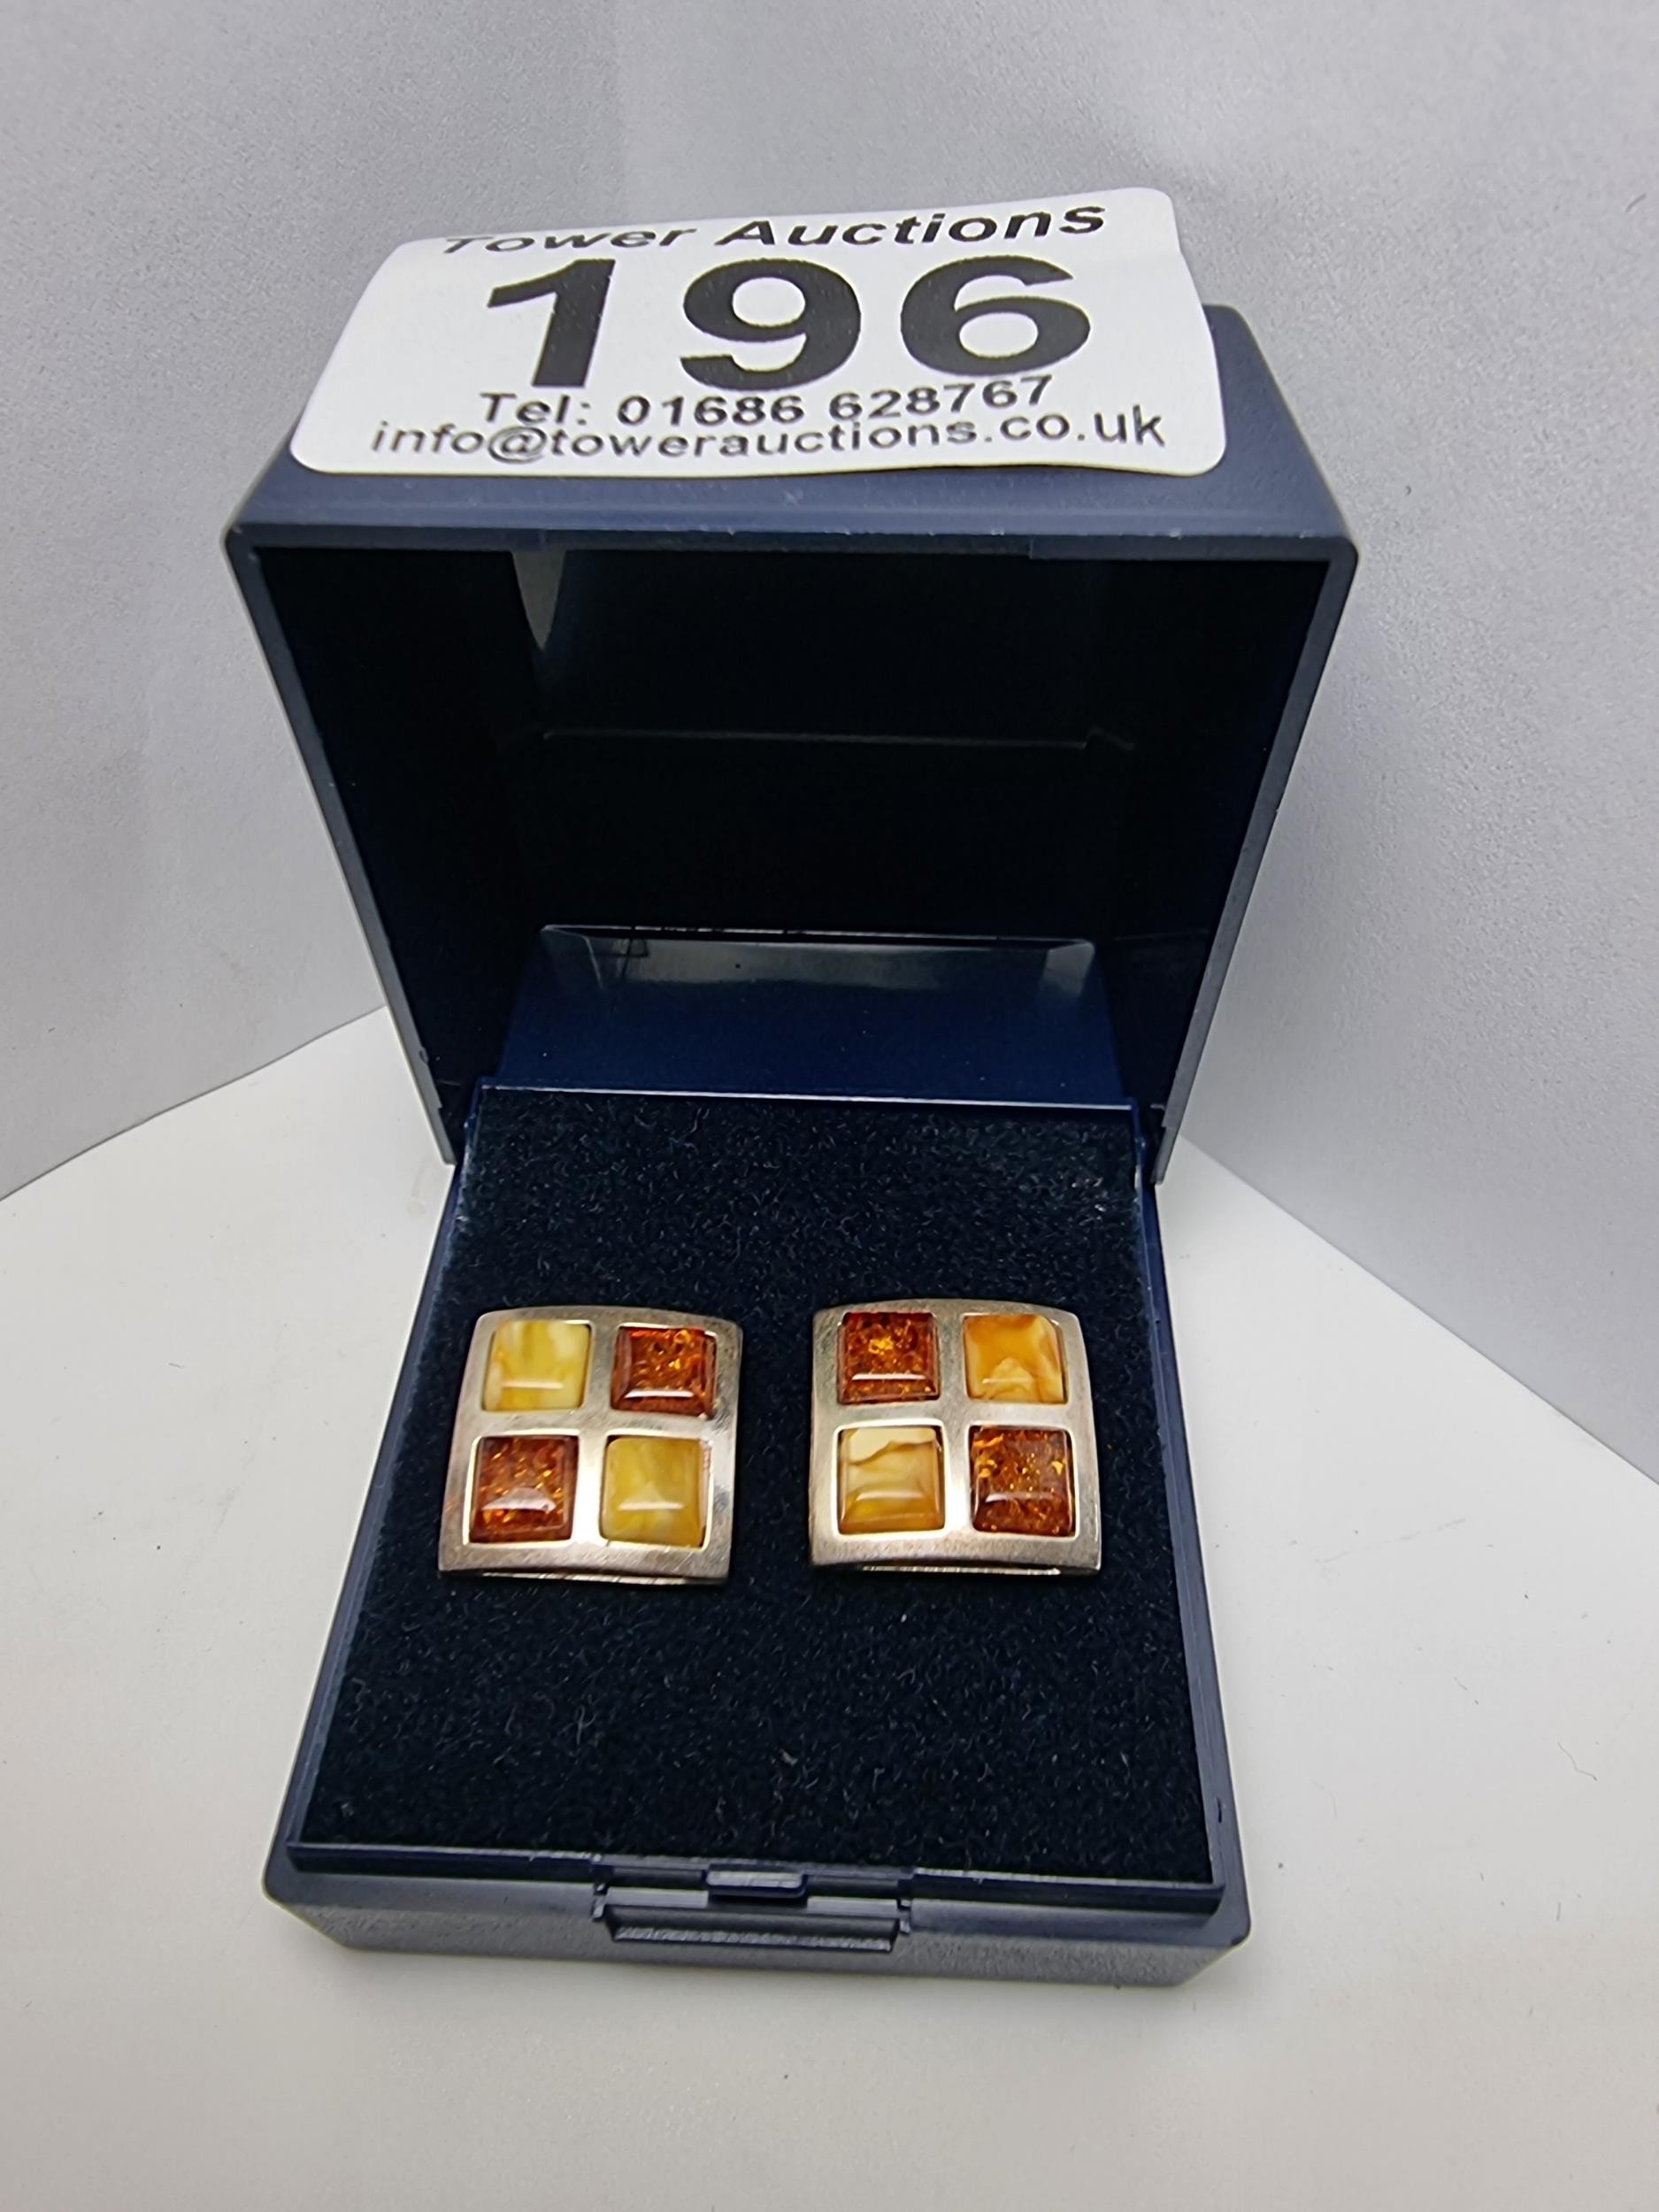 Tower Auctions
196
Tel: 01686 628767
info@towerauctions.co.uk